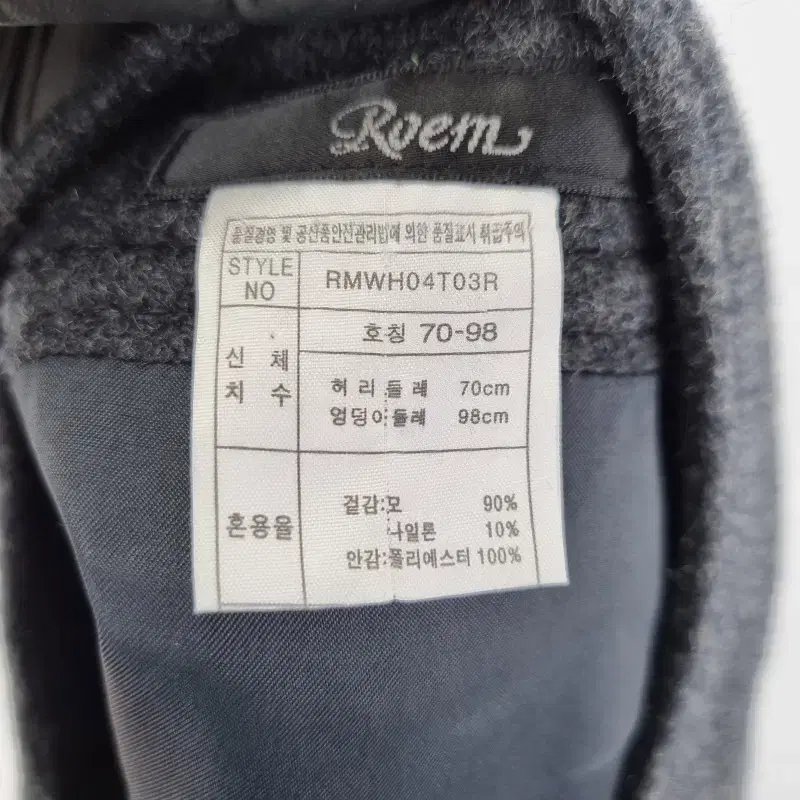 Roem
품질경영 및 공산품안전관리법에 의한 품질표시 취급주의
STYLE NO RMWH04T03R
신체 치수
호칭 70-98
허리둘레 70cm
엉덩이둘레 98cm
혼용율
겉감:모 90%
나일론 10%
안감:폴리에스터 100%